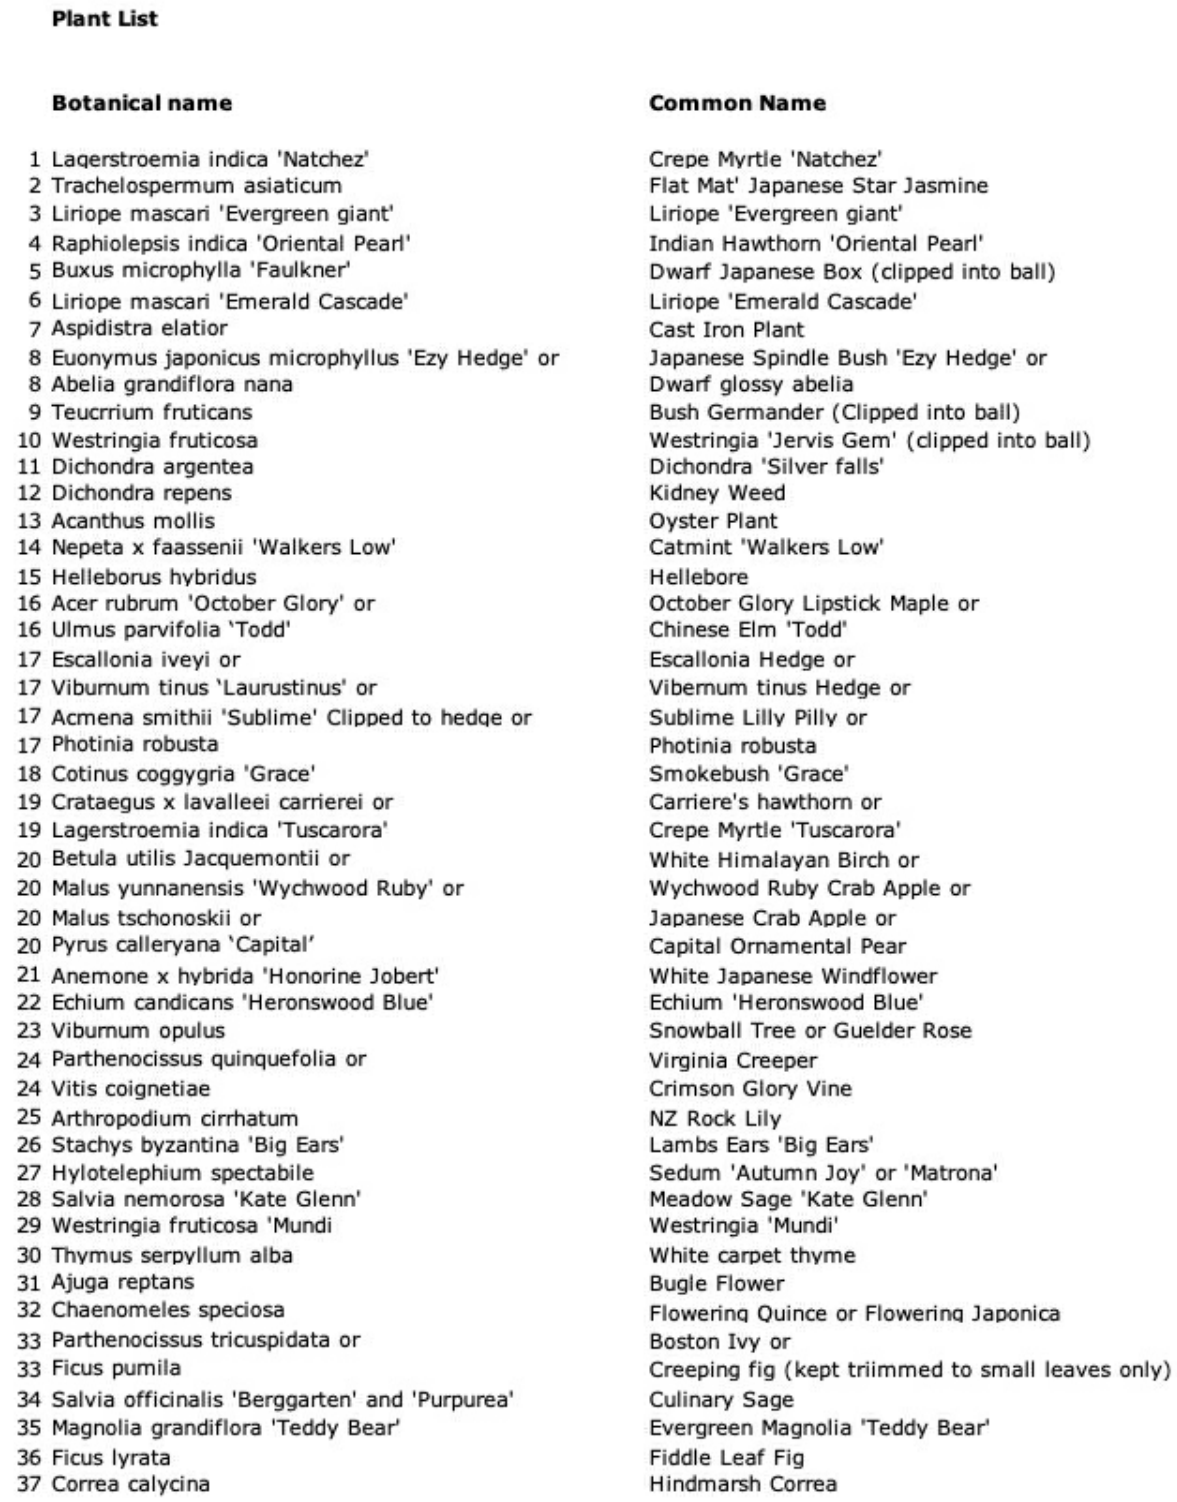 Plant List
Botanical name Common Name
1 Lagerstroemia indica 'Natchez' Crepe Myrtle 'Natchez'
2 Trachelospermum asiaticum Flat Mat' Japanese Star Jasmine
3 Liriope mascari 'Evergreen giant' Liriope 'Evergreen giant'
4 Raphiolepsis indica 'Oriental Pearl' Indian Hawthorn 'Oriental Pearl'
5 Buxus microphylla 'Faulkner' Dwarf Japanese Box (clipped into ball)
6 Liriope mascari 'Emerald Cascade' Liriope 'Emerald Cascade'
7 Aspidistra elatior Cast Iron Plant
8 Euonymus japonicus microphyllus 'Ezy Hedge' or Japanese Spindle Bush 'Ezy Hedge' or
8 Abelia grandiflora nana Dwarf glossy abelia
9 Teucrrium fruticans Bush Germander (Clipped into ball)
10 Westringia fruticosa Westringia 'Jervis Gem' (clipped into ball)
11 Dichondra argentea Dichondra 'Silver falls'
12 Dichondra repens Kidney Weed
13 Acanthus mollis Oyster Plant
14 Nepeta x faassenii 'Walkers Low' Catmint 'Walkers Low'
15 Helleborus hybridus Hellebore
16 Acer rubrum 'October Glory' or October Glory Lipstick Maple or
16 Ulmus parvifolia ‘Todd' Chinese Elm 'Todd'
17 Escallonia iveyi or Escallonia Hedge or
17 Viburnum tinus ‘Laurustinus' or Vibernum tinus Hedge or
17 Acmena smithii 'Sublime' Clipped to hedge or Sublime Lilly Pilly or
17 Photinia robusta Photinia robusta
18 Cotinus coggygria 'Grace' Smokebush 'Grace'
19 Crataegus x lavalleei carrierei or Carriere's hawthorn or
19 Lagerstroemia indica 'Tuscarora' Crepe Myrtle 'Tuscarora'
20 Betula utilis Jacquemontii or White Himalayan Birch or
20 Malus yunnanensis 'Wychwood Ruby' or Wychwood Ruby Crab Apple or
20 Malus tschonoskii or Japanese Crab Apple or
20 Pyrus calleryana ‘Capital’ Capital Ornamental Pear
21 Anemone x hybrida 'Honorine Jobert' White Japanese Windflower
22 Echium candicans 'Heronswood Blue' Echium 'Heronswood Blue'
23 Viburnum opulus Snowball Tree or Guelder Rose
24 Parthenocissus quinquefolia or Virginia Creeper
24 Vitis coignetiae Crimson Glory Vine
25 Arthropodium cirrhatum NZ Rock Lily
26 Stachys byzantina 'Big Ears' Lambs Ears 'Big Ears'
27 Hylotelephium spectabile Sedum 'Autumn Joy' or 'Matrona'
28 Salvia nemorosa 'Kate Glenn' Meadow Sage 'Kate Glenn'
29 Westringia fruticosa 'Mundi Westringia 'Mundi'
30 Thymus serpyllum alba White carpet thyme
31 Ajuga reptans Bugle Flower
32 Chaenomeles speciosa Flowering Quince or Flowering Japonica
33 Parthenocissus tricuspidata or Boston Ivy or
33 Ficus pumila Creeping fig (kept triimmed to small leaves only)
34 Salvia officinalis 'Berggarten' and 'Purpurea' Culinary Sage
35 Magnolia grandiflora 'Teddy Bear' Evergreen Magnolia 'Teddy Bear'
36 Ficus lyrata Fiddle Leaf Fig
37 Correa calycina Hindmarsh Correa